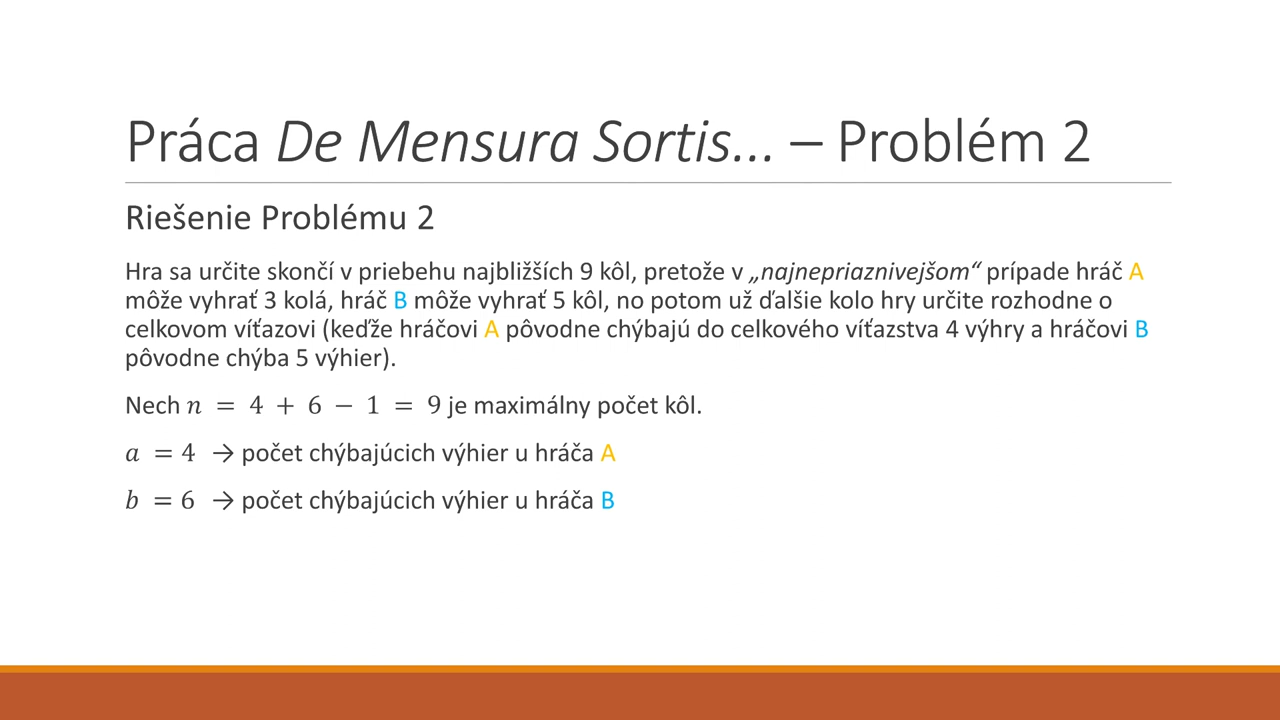 Práca De Mensura Sortis... – Problém 2
Riešenie Problému 2
Hra sa určite skončí v priebehu najbližších 9 kôl, pretože v „najnepriaznivejšom“ prípade hráč A
môže vyhrať 3 kolá, hráč B môže vyhrať 5 kôl, no potom už ďalšie kolo hry určite rozhodne o
celkovom víťazovi (keďže hráčovi A pôvodne chýbajú do celkového víťazstva 4 výhry a hráčovi B
pôvodne chýba 5 výhier).
Nech n = 4 + 6 − 1 = 9 je maximálny počet kôl.
a = 4 → počet chýbajúcich výhier u hráča A
b = 6 → počet chýbajúcich výhier u hráča B